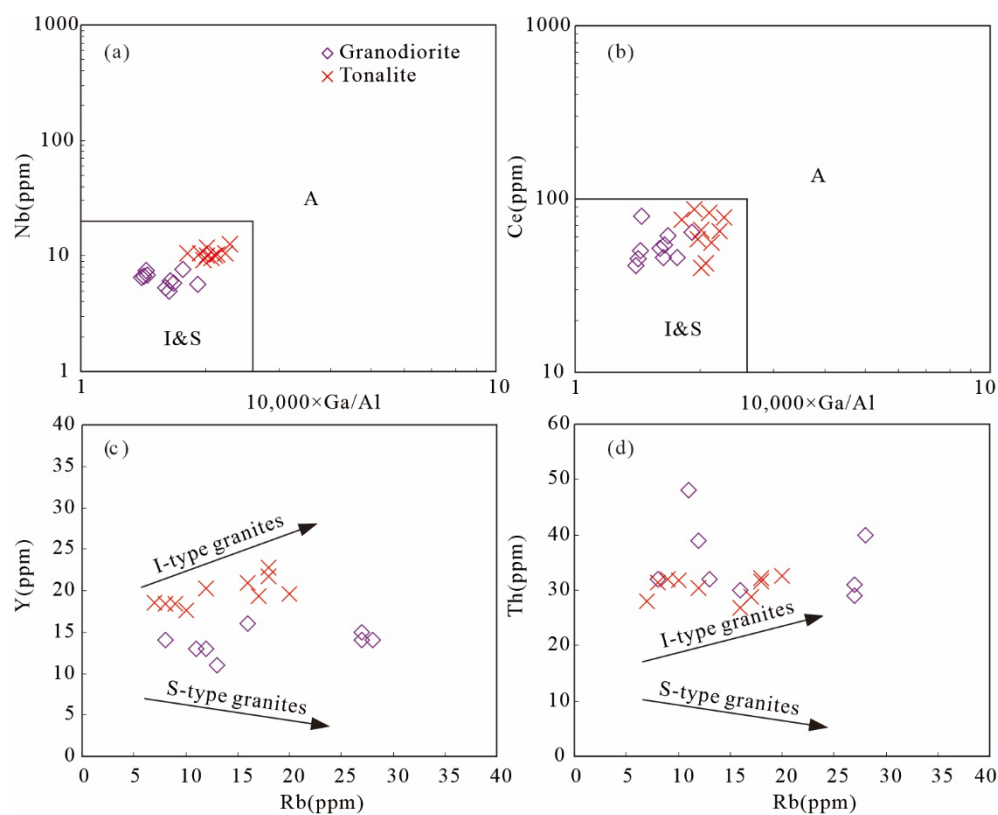 (a)
Granodiorite
Tonalite
1000
100
10
1
Nb(ppm)
A
I&S
1
10
10,000×Ga/Al
(b)
1000
100
10
Ce(ppm)
A
I&S
1
10
10,000×Ga/Al
(c)
40
35
30
25
20
15
10
5
0
Y(ppm)
I-type granites
S-type granites
0 5 10 15 20 25 30 35 40
Rb(ppm)
(d)
60
50
40
30
20
10
0
Th(ppm)
I-type granites
S-type granites
0 5 10 15 20 25 30 35 40
Rb(ppm)